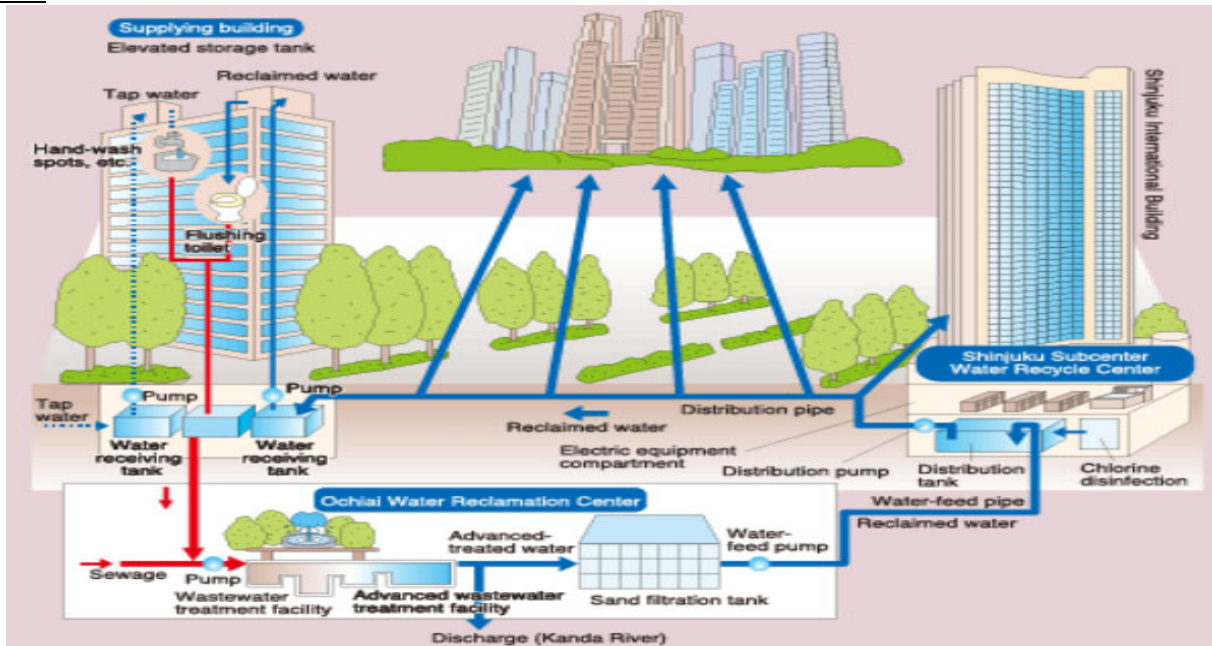 Supplying building
Elevated storage tank
Reclaimed water
Tap water
Hand-wash
spots, etc.
Flushing
toilet
Shinjuku International Building
Shinjuku Subcenter
Water Recycle Center
Pump
Pump
Tap
water
Water
receiving
tank
Water
receiving
tank
Distribution pipe
Reclaimed water
Electric equipment
compartment
Distribution pump
Distribution
tank
Chlorine
disinfection
Water-feed pipe
Reclaimed water
Ochiai Water Reclamation Center
Advanced-
treated water
Water-
feed pump
Sewage
Pump
Wastewater
treatment facility
Advanced wastewater
treatment facility
Sand filtration tank
Discharge (Kanda River)